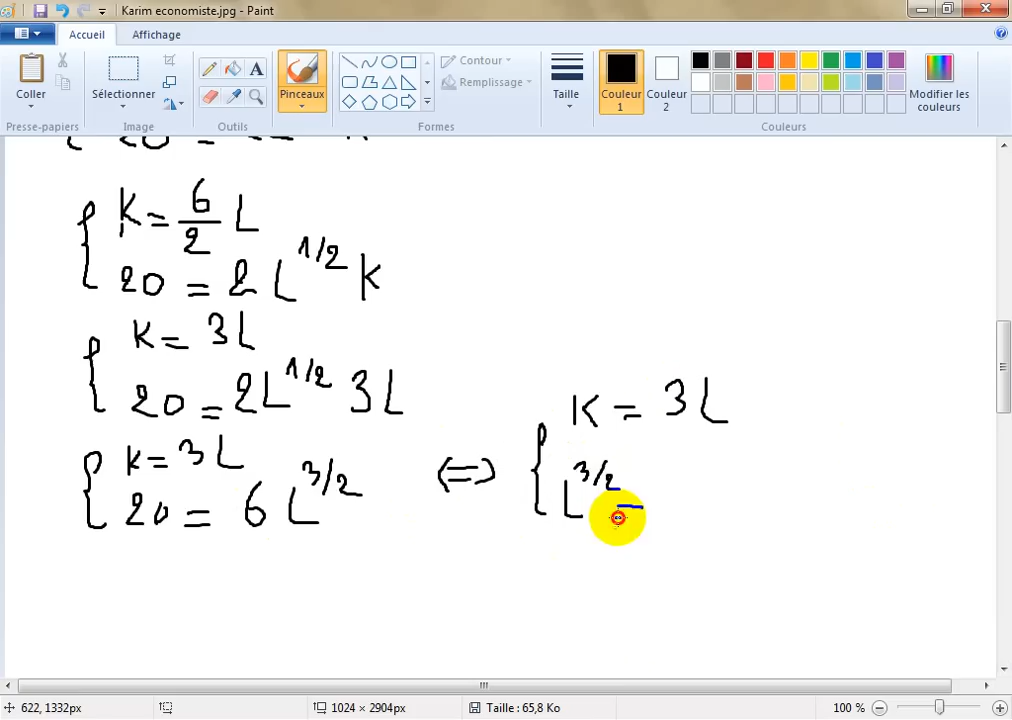 Karim economiste.jpg - Paint
Accueil Affichage
Coller
Sélectionner
Pinceaux
Contour
Remplissage
Taille
Couleur 1
Couleur 2
Modifier les couleurs
Presse-papiers Image Outils Formes Couleurs
K = 6/2 L
20 = 2 L^1/2 K
K = 3L
20 = 2L^1/2 3L
K = 3L
20 = 6 L^3/2
<=>
K = 3L
L^3/2 =
622, 1332px
1024 × 2904px
Taille : 65,8 Ko
100 %